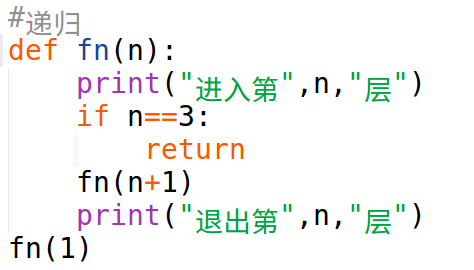 #递归
def fn(n):
    print("进入第",n,"层")
    if n==3:
        return
    fn(n+1)
    print("退出第",n,"层")
fn(1)